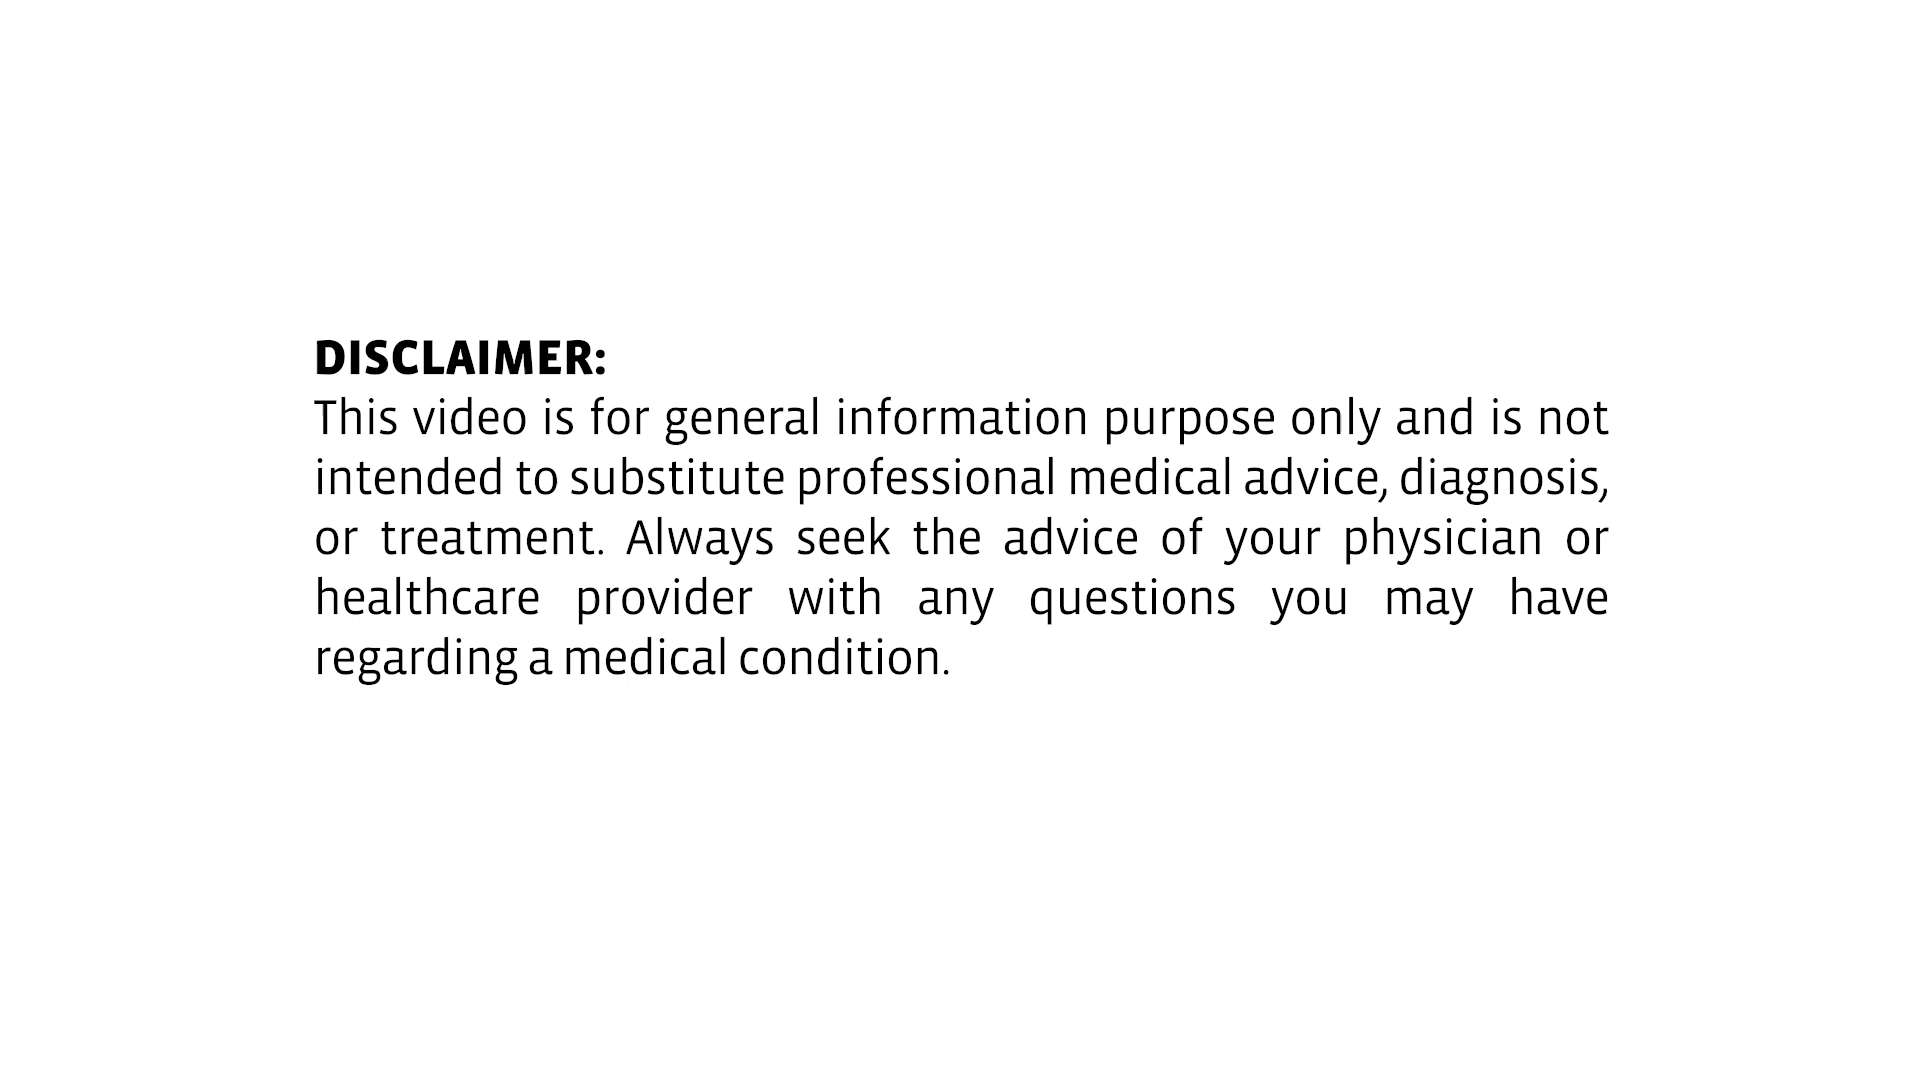 DISCLAIMER:
This video is for general information purpose only and is not
intended to substitute professional medical advice, diagnosis,
or treatment. Always seek the advice of your physician or
healthcare provider with any questions you may have
regarding a medical condition.